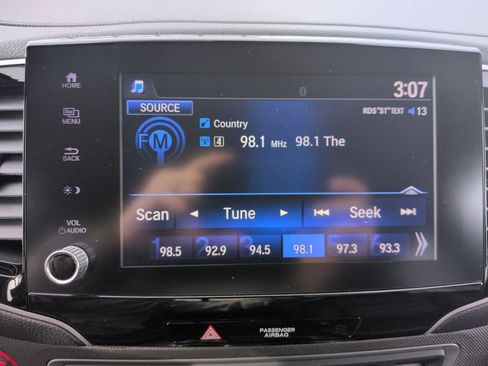 HOME
3:07
SOURCE
RDS "ST" TEXT 13
MENU
Country
FM
4 98.1 MHz 98.1 The
BACK
Scan Tune Seek
VOL
AUDIO
1 98.5 2 92.9 3 94.5 98.1 5 97.3 6 93.3
PASSENGER
AIRBAG